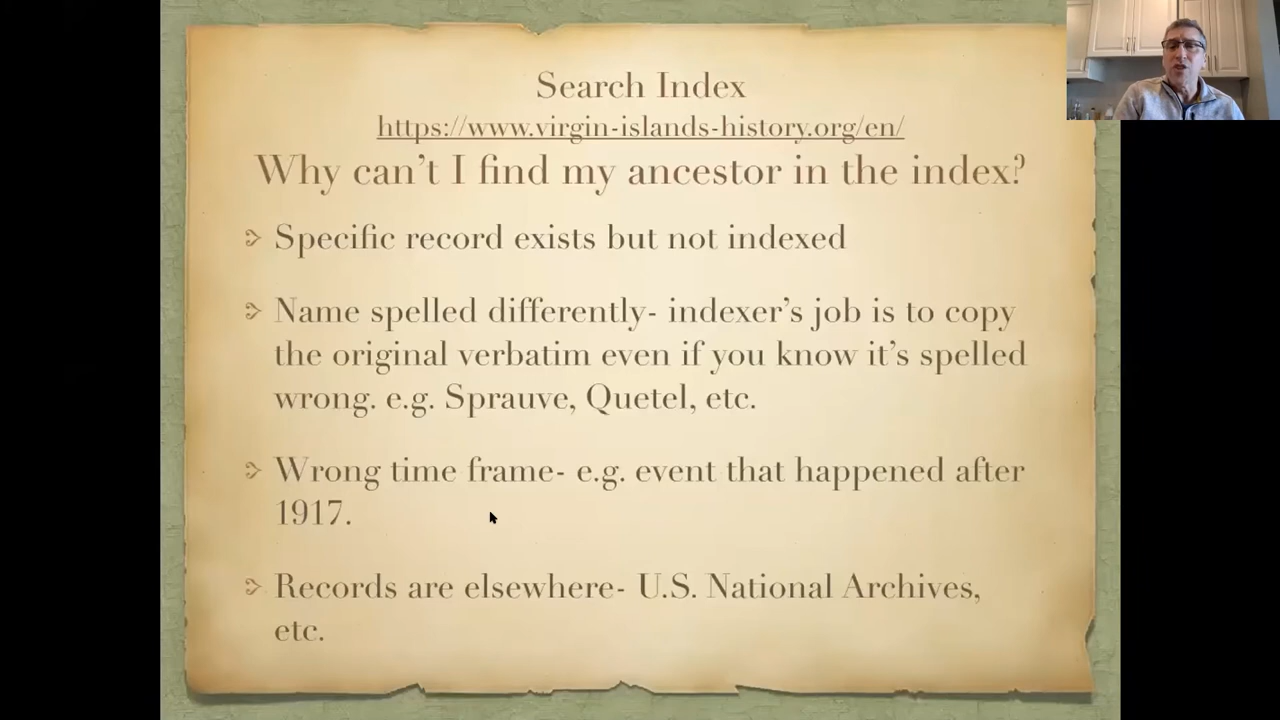 Search Index
https://www.virgin-islands-history.org/en/
Why can’t I find my ancestor in the index?
Specific record exists but not indexed
Name spelled differently- indexer’s job is to copy
the original verbatim even if you know it’s spelled
wrong. e.g. Sprauve, Quetel, etc.
Wrong time frame- e.g. event that happened after
1917.
Records are elsewhere- U.S. National Archives,
etc.